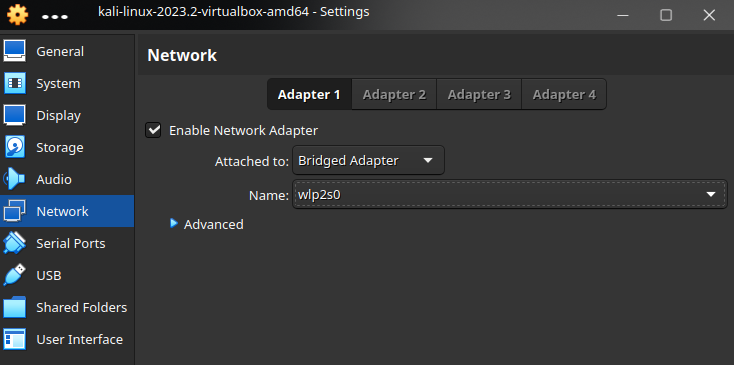 kali-linux-2023.2-virtualbox-amd64 - Settings
General
System
Display
Storage
Audio
Network
Serial Ports
USB
Shared Folders
User Interface
Network
Adapter 1 Adapter 2 Adapter 3 Adapter 4
Enable Network Adapter
Attached to: Bridged Adapter
Name: wlp2s0
Advanced